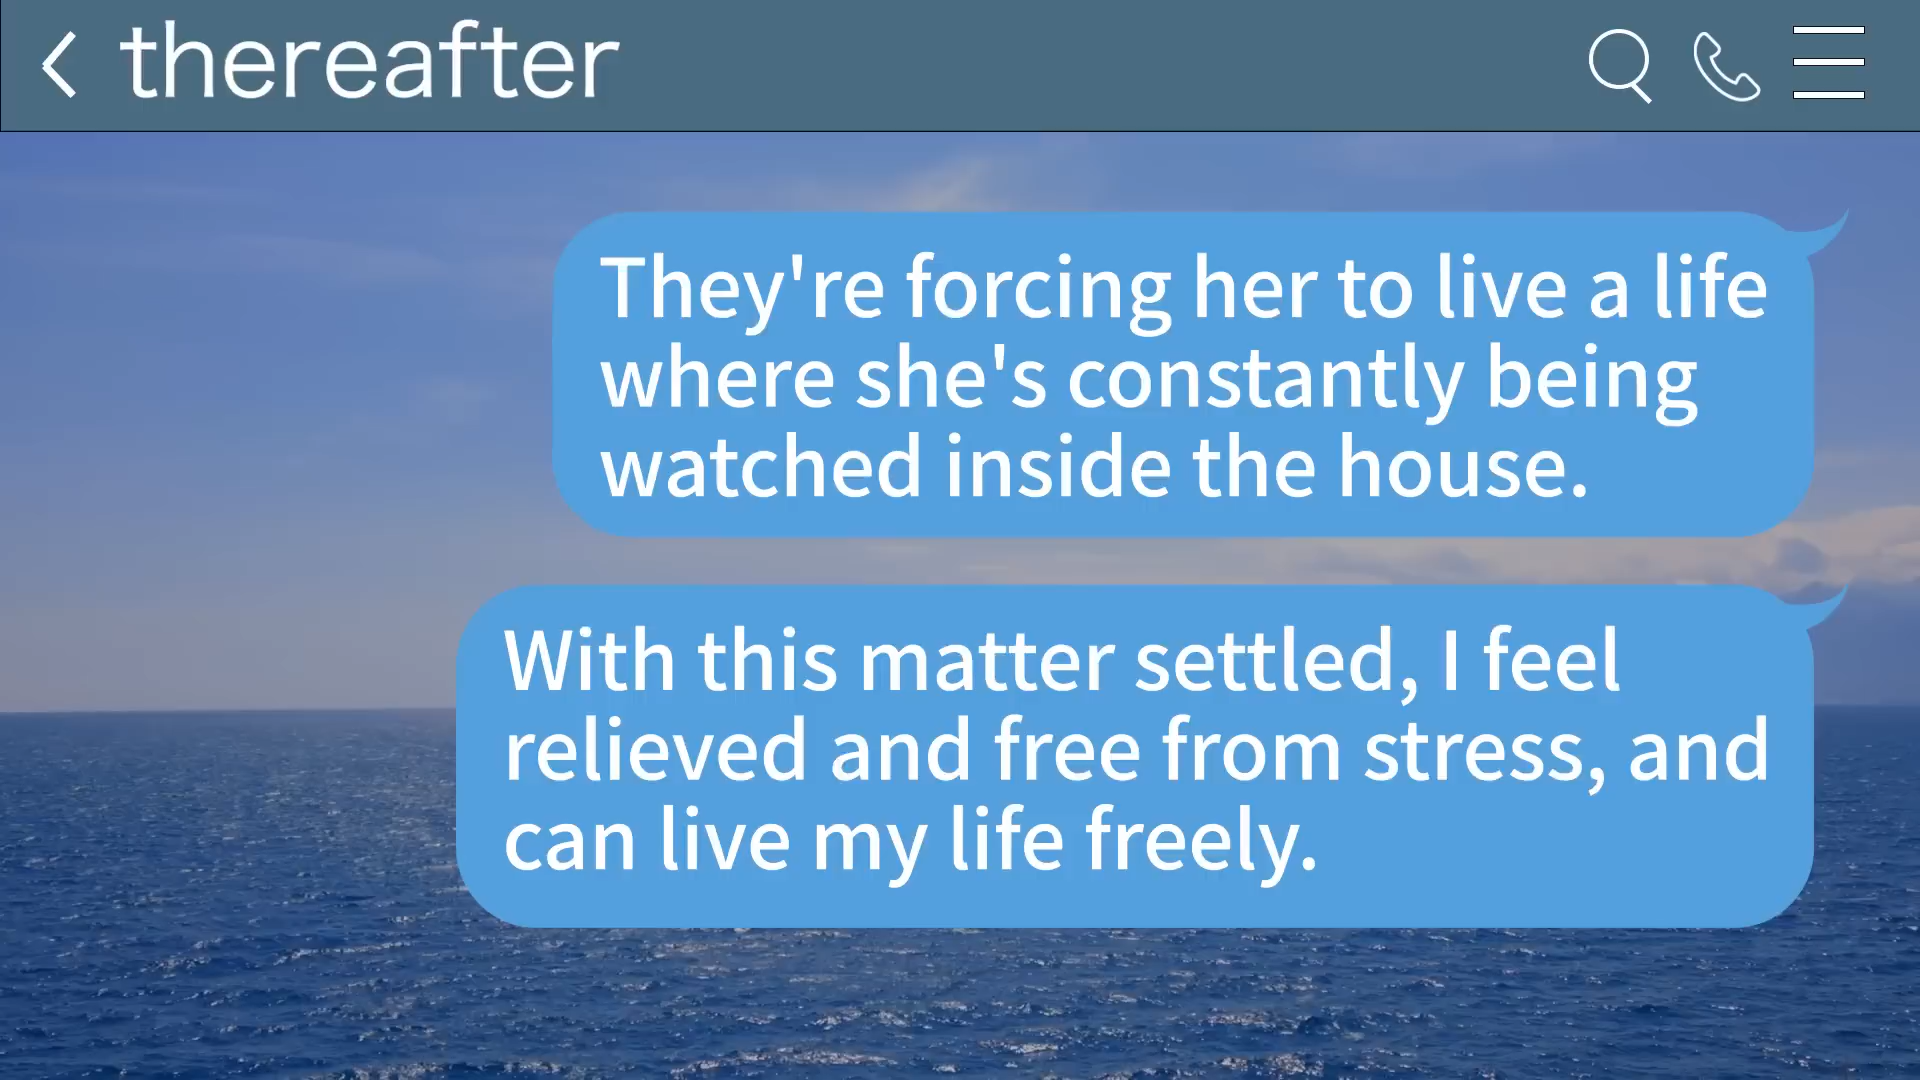 thereafter
They're forcing her to live a life
where she's constantly being
watched inside the house.
With this matter settled, I feel
relieved and free from stress, and
can live my life freely.